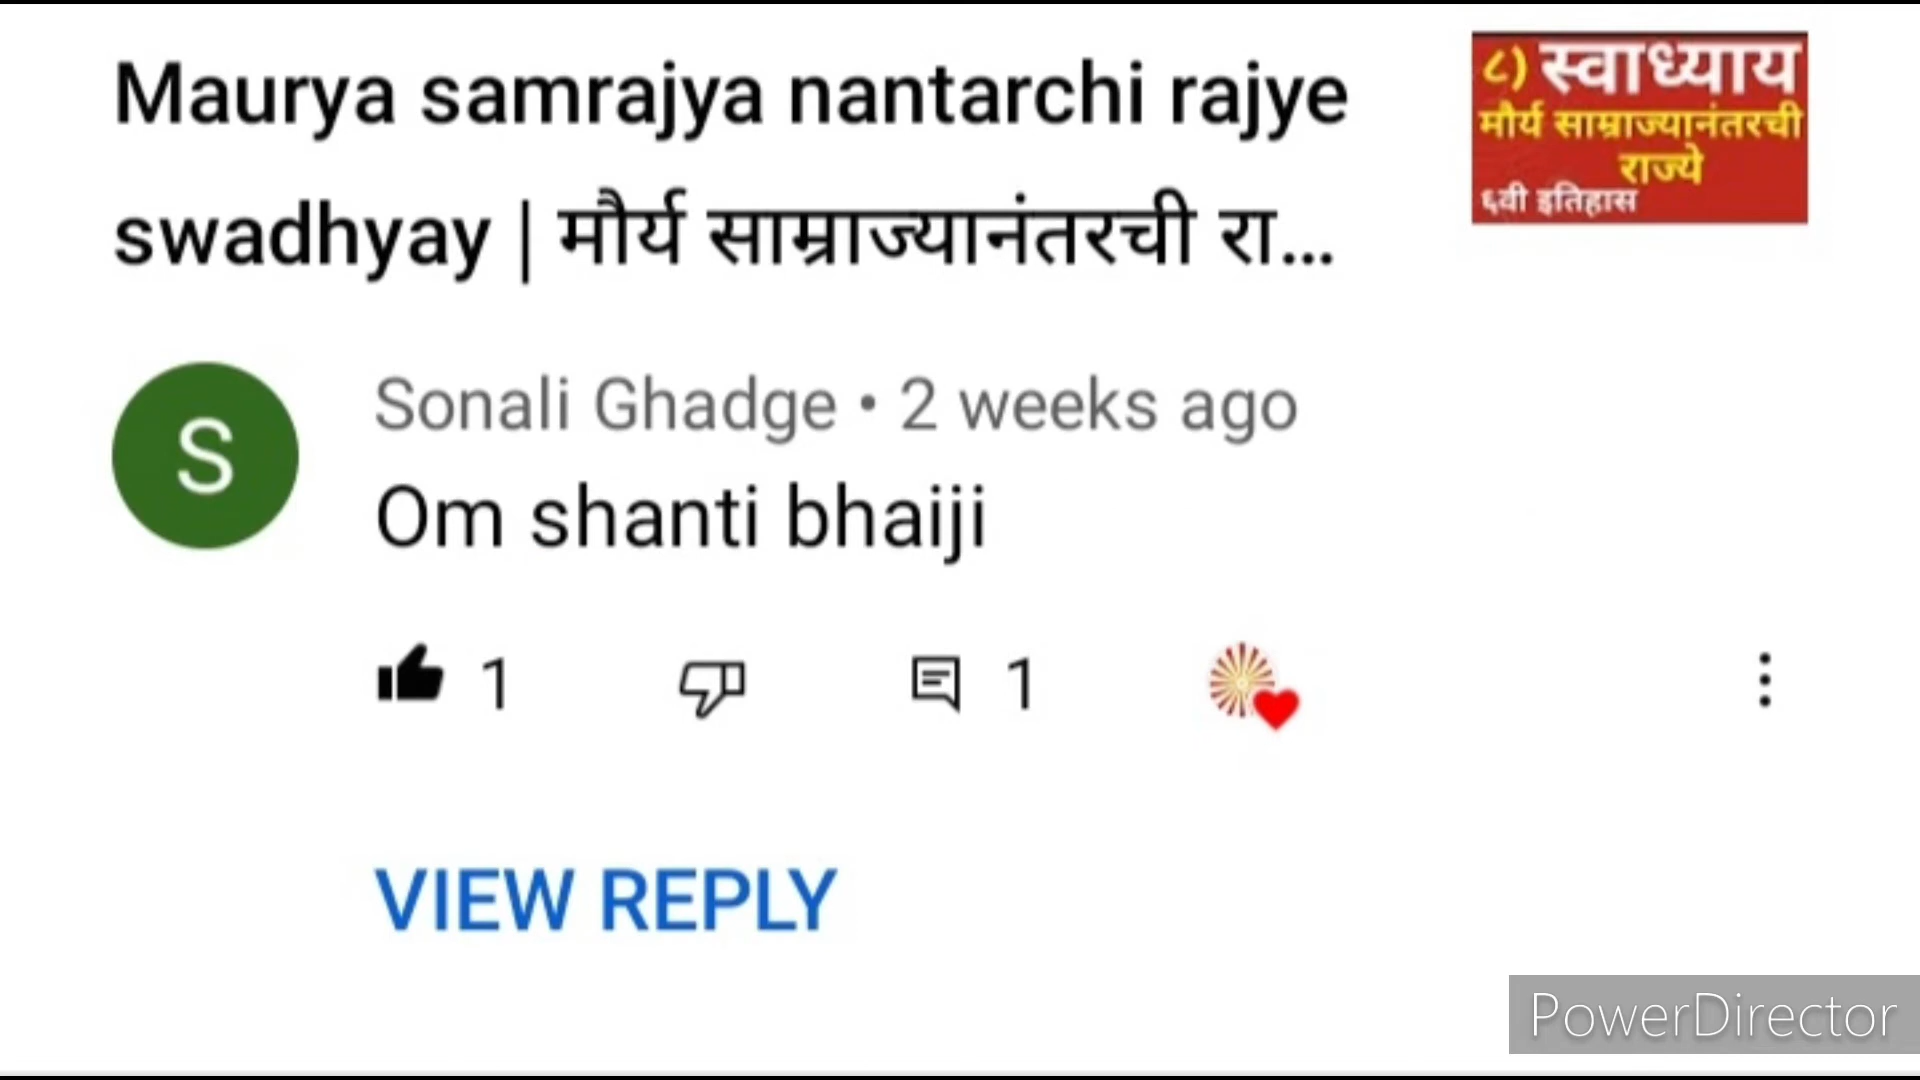 Maurya samrajya nantarchi rajye
swadhyay | मौर्य साम्राज्यानंतरची रा...
८) स्वाध्याय
मौर्य साम्राज्यानंतरची
राज्ये
६वी इतिहास
S
Sonali Ghadge • 2 weeks ago
Om shanti bhaiji
1
1
VIEW REPLY
PowerDirector